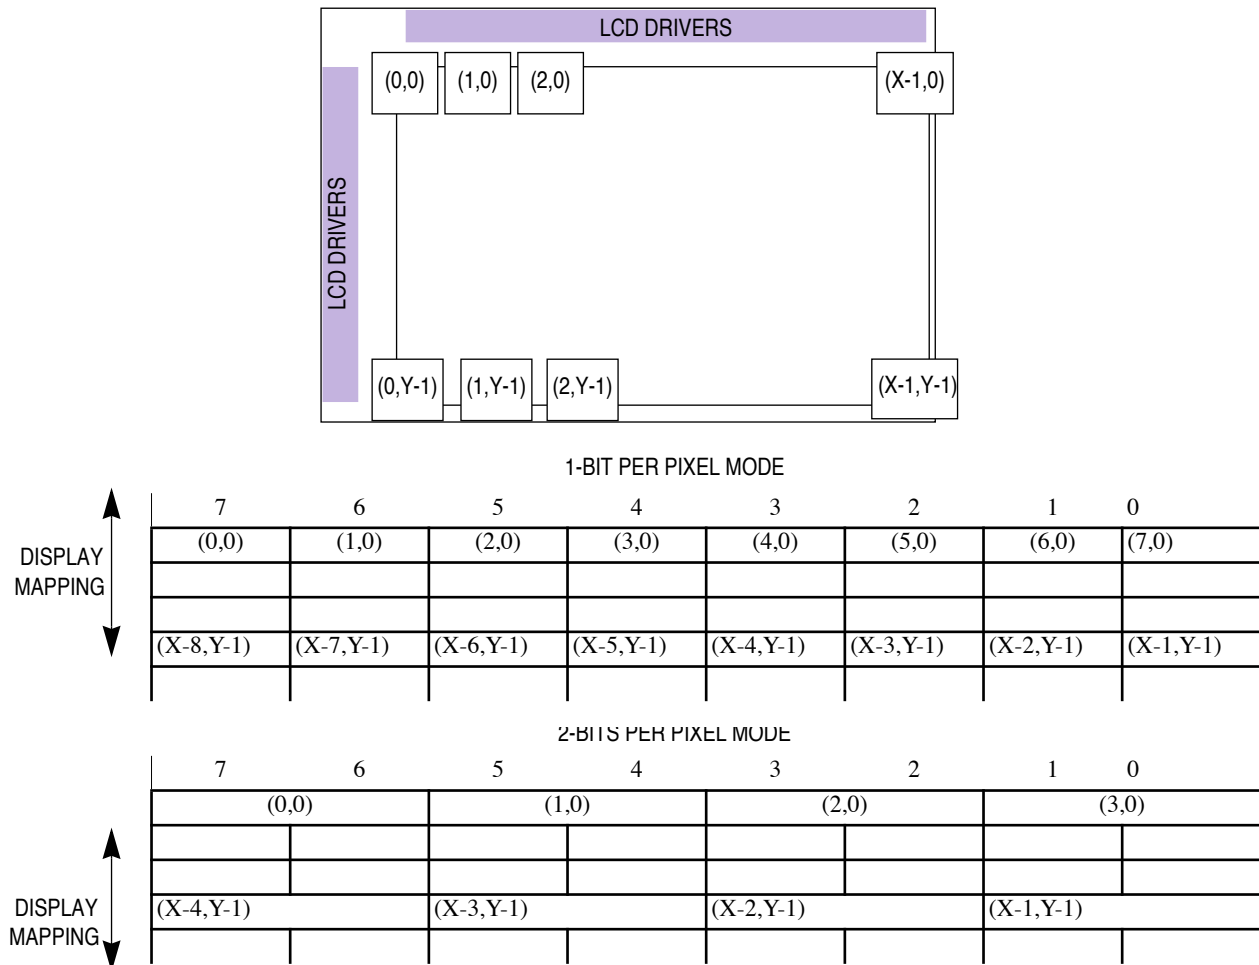 LCD DRIVERS
(0,0) (1,0) (2,0) (X-1,0)
LCD DRIVERS
(0,Y-1) (1,Y-1) (2,Y-1) (X-1,Y-1)
1-BIT PER PIXEL MODE
7 6 5 4 3 2 1 0
(0,0) (1,0) (2,0) (3,0) (4,0) (5,0) (6,0) (7,0)
DISPLAY
MAPPING
(X-8,Y-1) (X-7,Y-1) (X-6,Y-1) (X-5,Y-1) (X-4,Y-1) (X-3,Y-1) (X-2,Y-1) (X-1,Y-1)
2-BITS PER PIXEL MODE
7 6 5 4 3 2 1 0
(0,0) (1,0) (2,0) (3,0)
DISPLAY
MAPPING
(X-4,Y-1) (X-3,Y-1) (X-2,Y-1) (X-1,Y-1)